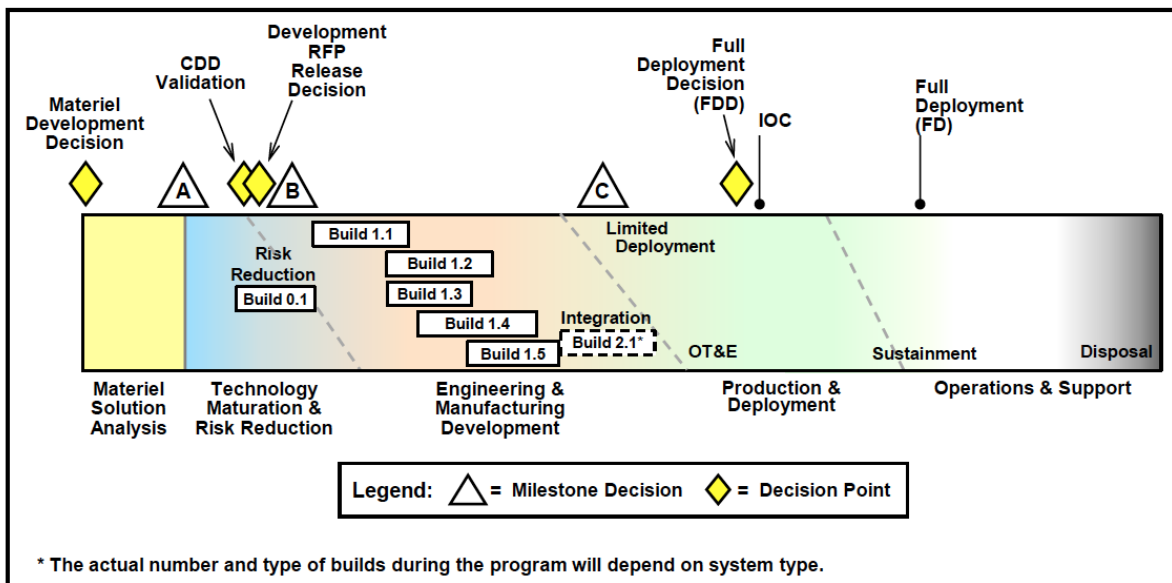 Materiel
Development
Decision
CDD
Validation
Development
RFP
Release
Decision
Full
Deployment
Decision
(FDD)
IOC
Full
Deployment
(FD)
A
B
C
Build 1.1
Limited
Deployment
Risk
Reduction
Build 1.2
Build 0.1
Build 1.3
Build 1.4
Integration
Build 2.1*
Build 1.5
OT&E
Sustainment
Disposal
Materiel
Solution
Analysis
Technology
Maturation &
Risk Reduction
Engineering &
Manufacturing
Development
Production &
Deployment
Operations & Support
Legend: = Milestone Decision = Decision Point
* The actual number and type of builds during the program will depend on system type.